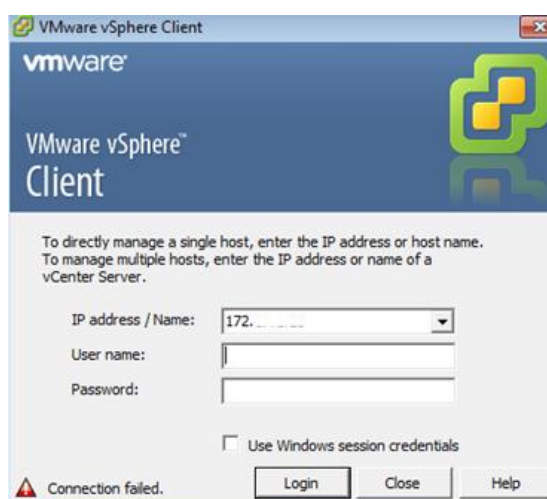 VMware vSphere Client
vmware®
VMware vSphere™
Client
To directly manage a single host, enter the IP address or host name.
To manage multiple hosts, enter the IP address or name of a
vCenter Server.
IP address / Name:
172.
User name:
Password:
Use Windows session credentials
Connection failed.
Login
Close
Help